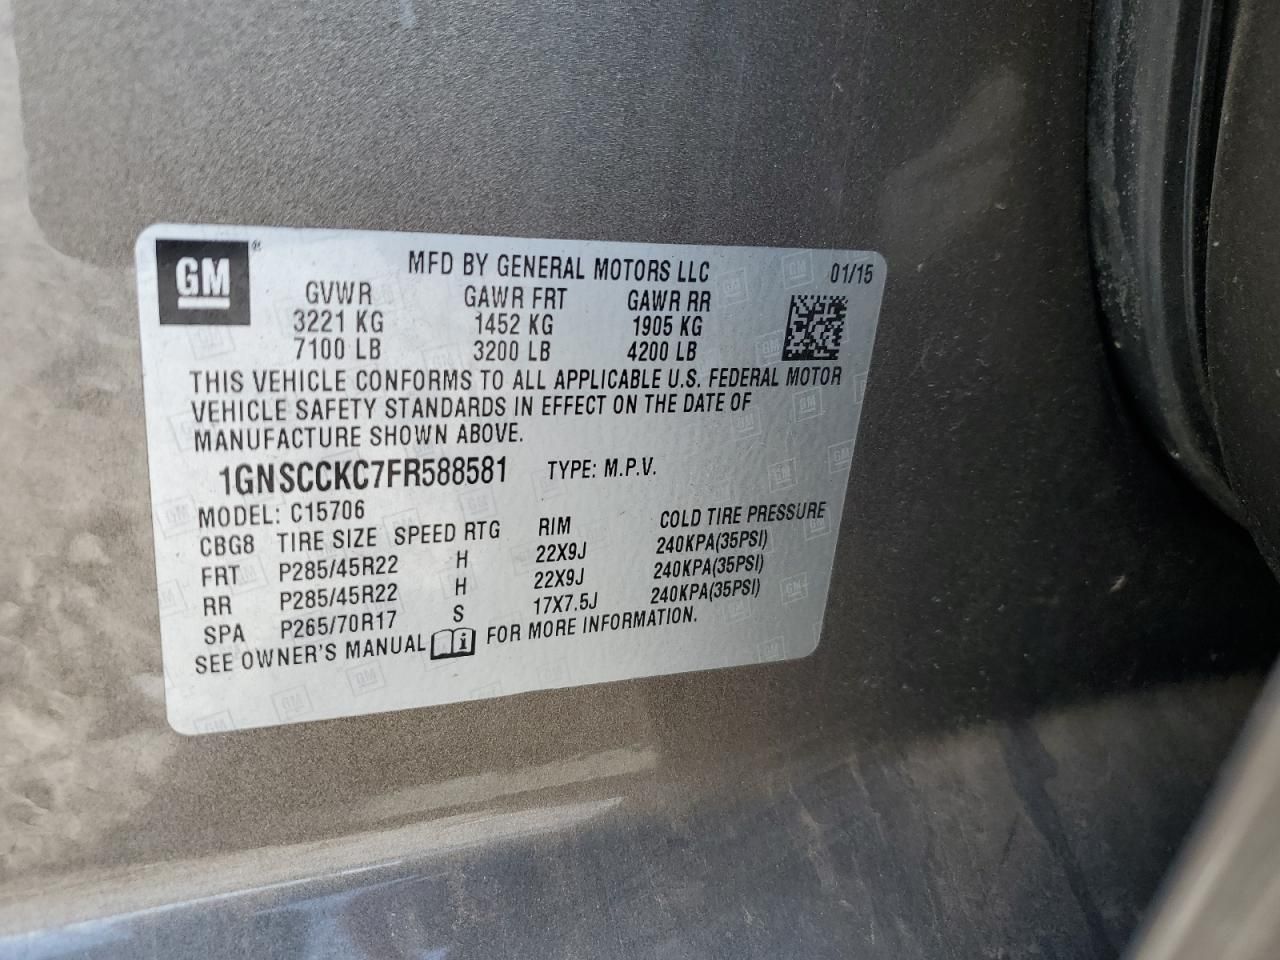 GM®
MFD BY GENERAL MOTORS LLC 01/15
GVWR GAWR FRT GAWR RR
3221 KG 1452 KG 1905 KG
7100 LB 3200 LB 4200 LB
THIS VEHICLE CONFORMS TO ALL APPLICABLE U.S. FEDERAL MOTOR
VEHICLE SAFETY STANDARDS IN EFFECT ON THE DATE OF
MANUFACTURE SHOWN ABOVE.
1GNSCCKC7FR588581 TYPE: M.P.V.
MODEL: C15706
CBG8 TIRE SIZE SPEED RTG RIM COLD TIRE PRESSURE
FRT P285/45R22 H 22X9J 240KPA(35PSI)
RR P285/45R22 H 22X9J 240KPA(35PSI)
SPA P265/70R17 S 17X7.5J 240KPA(35PSI)
SEE OWNER'S MANUAL i FOR MORE INFORMATION.